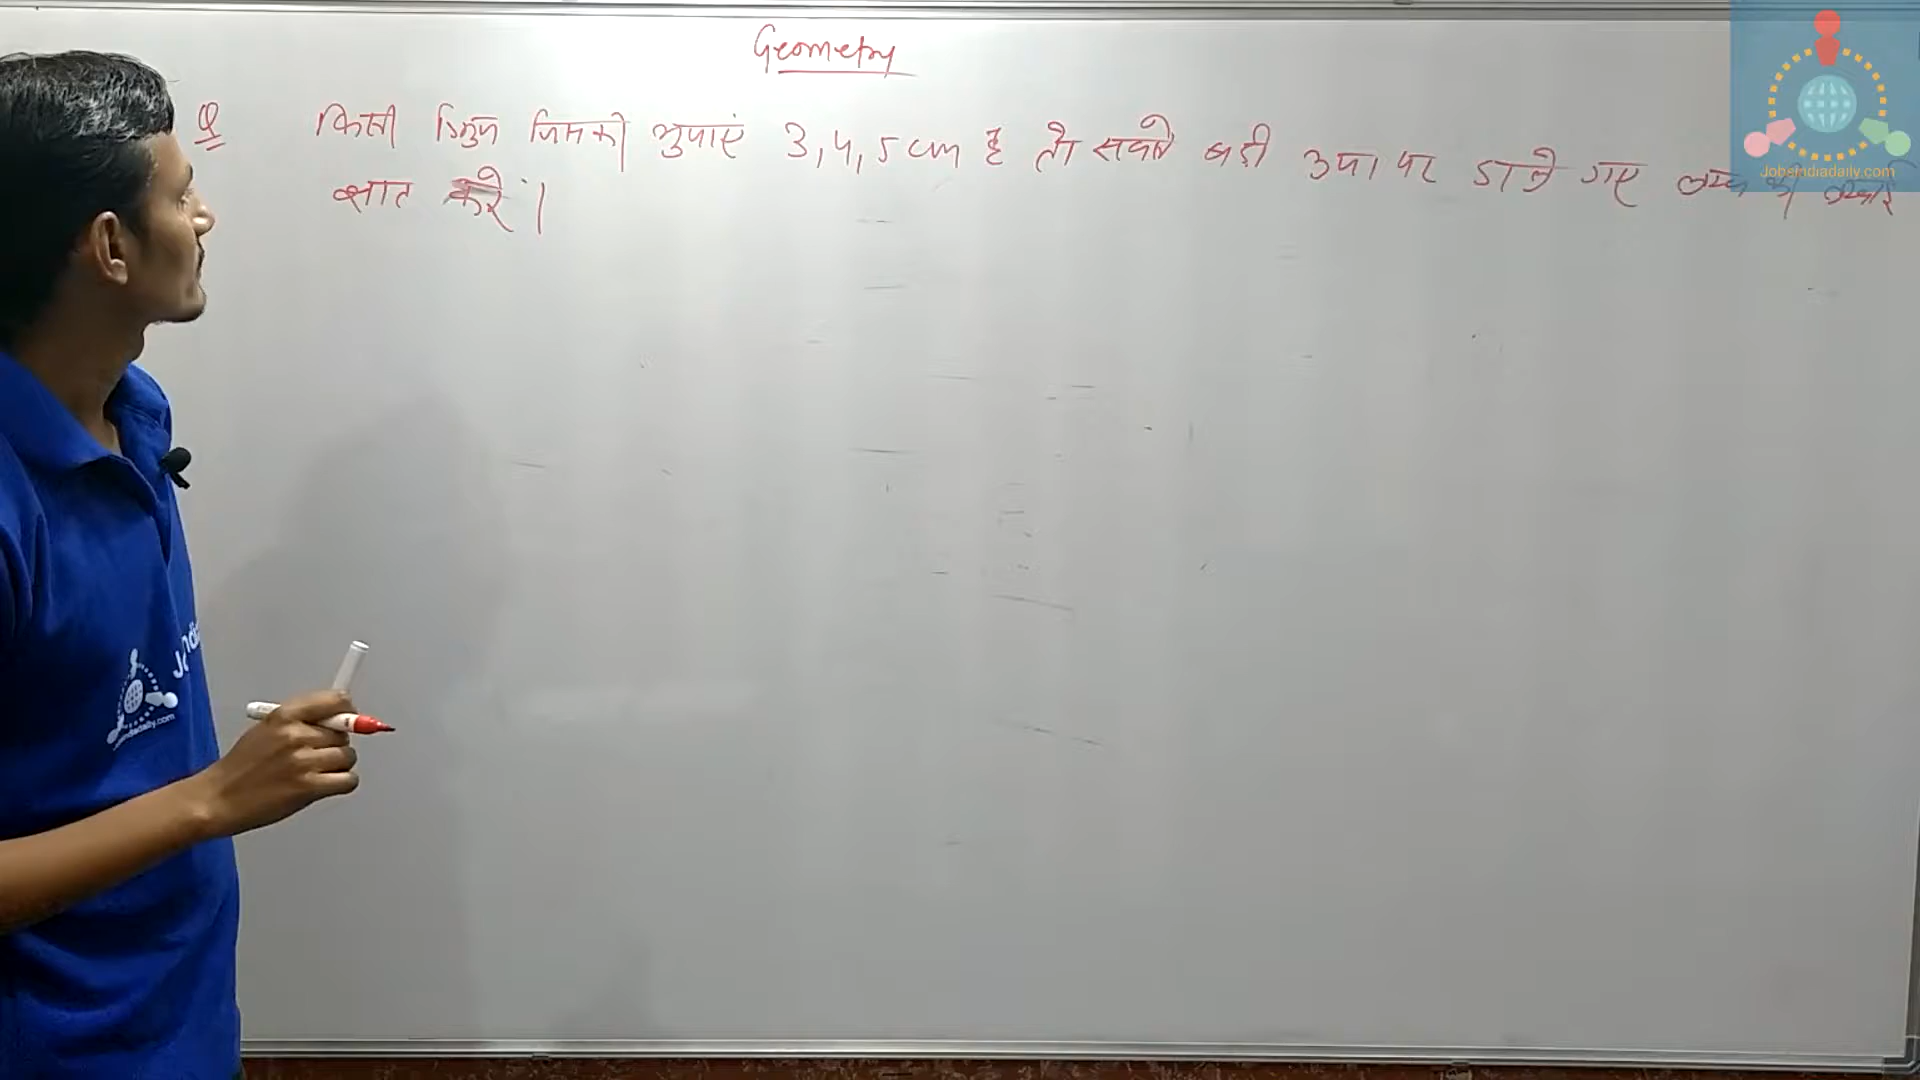 Geometry
Q किसी त्रिभुज जिसकी भुजाएं 3, 4, 5 cm है तो सबसे बड़ी भुजा पर डाले गए लम्ब की लम्बाई
ज्ञात करें।
JobsIndiadaily.com